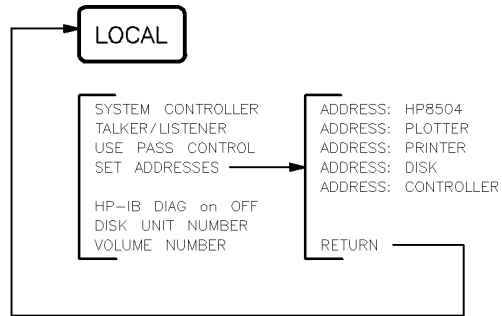 LOCAL
SYSTEM CONTROLLER
TALKER/LISTENER
USE PASS CONTROL
SET ADDRESSES
HP-IB DIAG on OFF
DISK UNIT NUMBER
VOLUME NUMBER
ADDRESS: HP8504
ADDRESS: PLOTTER
ADDRESS: PRINTER
ADDRESS: DISK
ADDRESS: CONTROLLER
RETURN